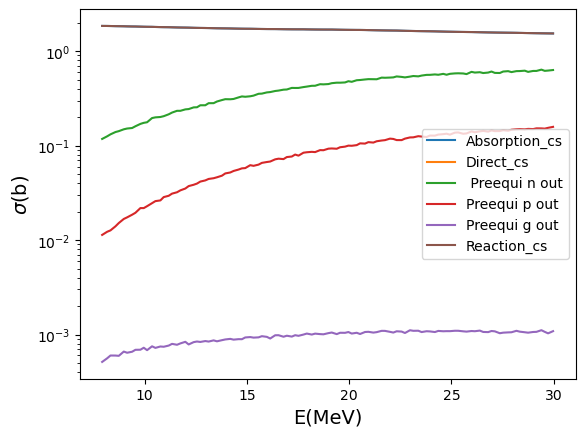 10⁰
10⁻¹
10⁻²
10⁻³
σ(b)
Absorption_cs
Direct_cs
Preequi n out
Preequi p out
Preequi g out
Reaction_cs
10 15 20 25 30
E(MeV)